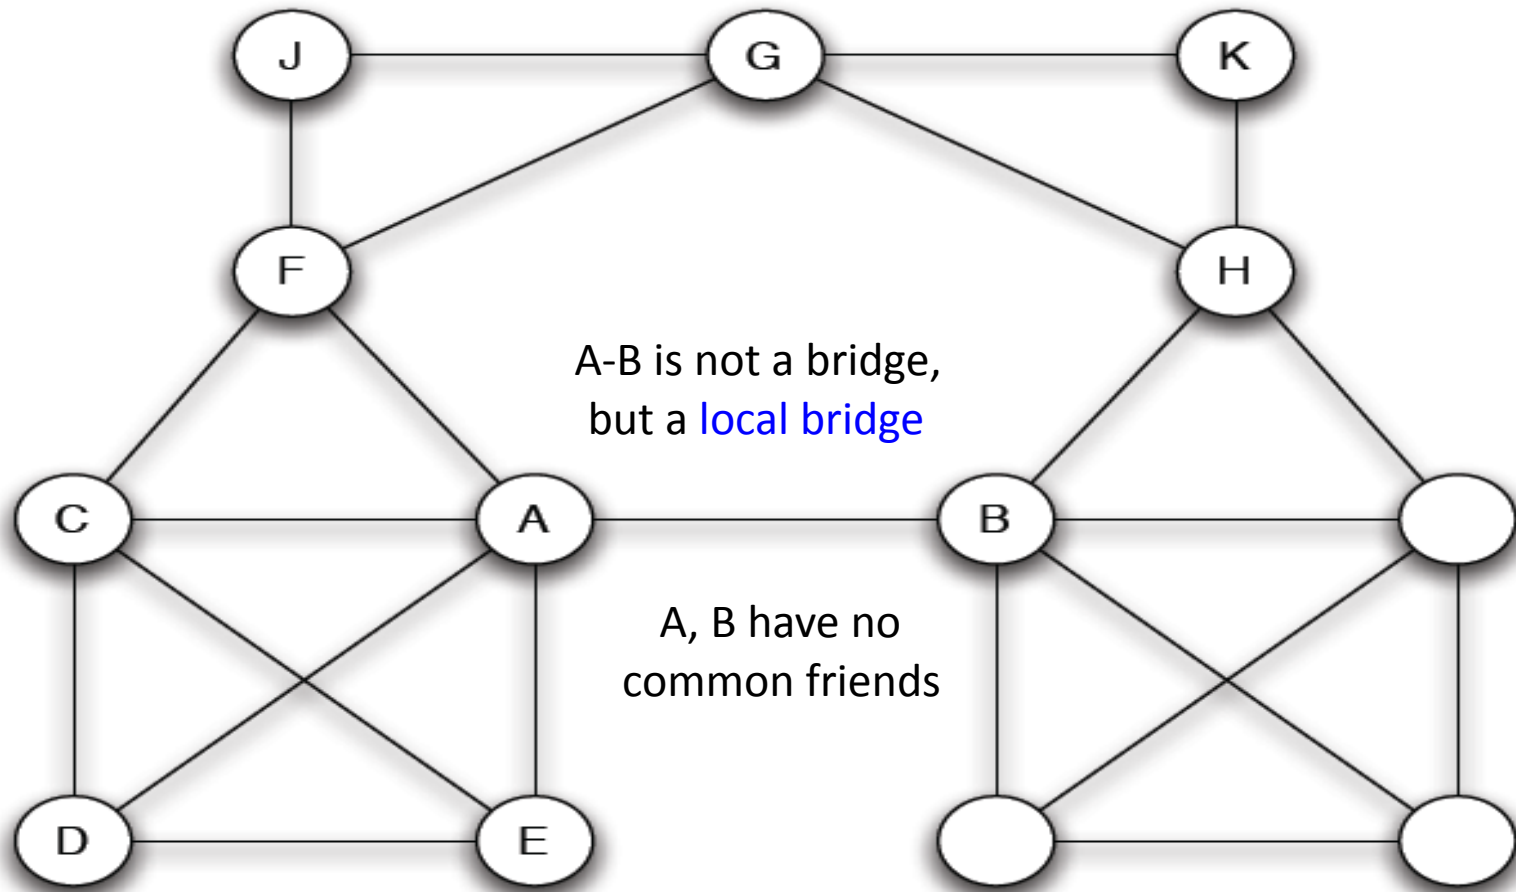 J G K
F H
A-B is not a bridge,
but a local bridge
C A B
A, B have no
common friends
D E